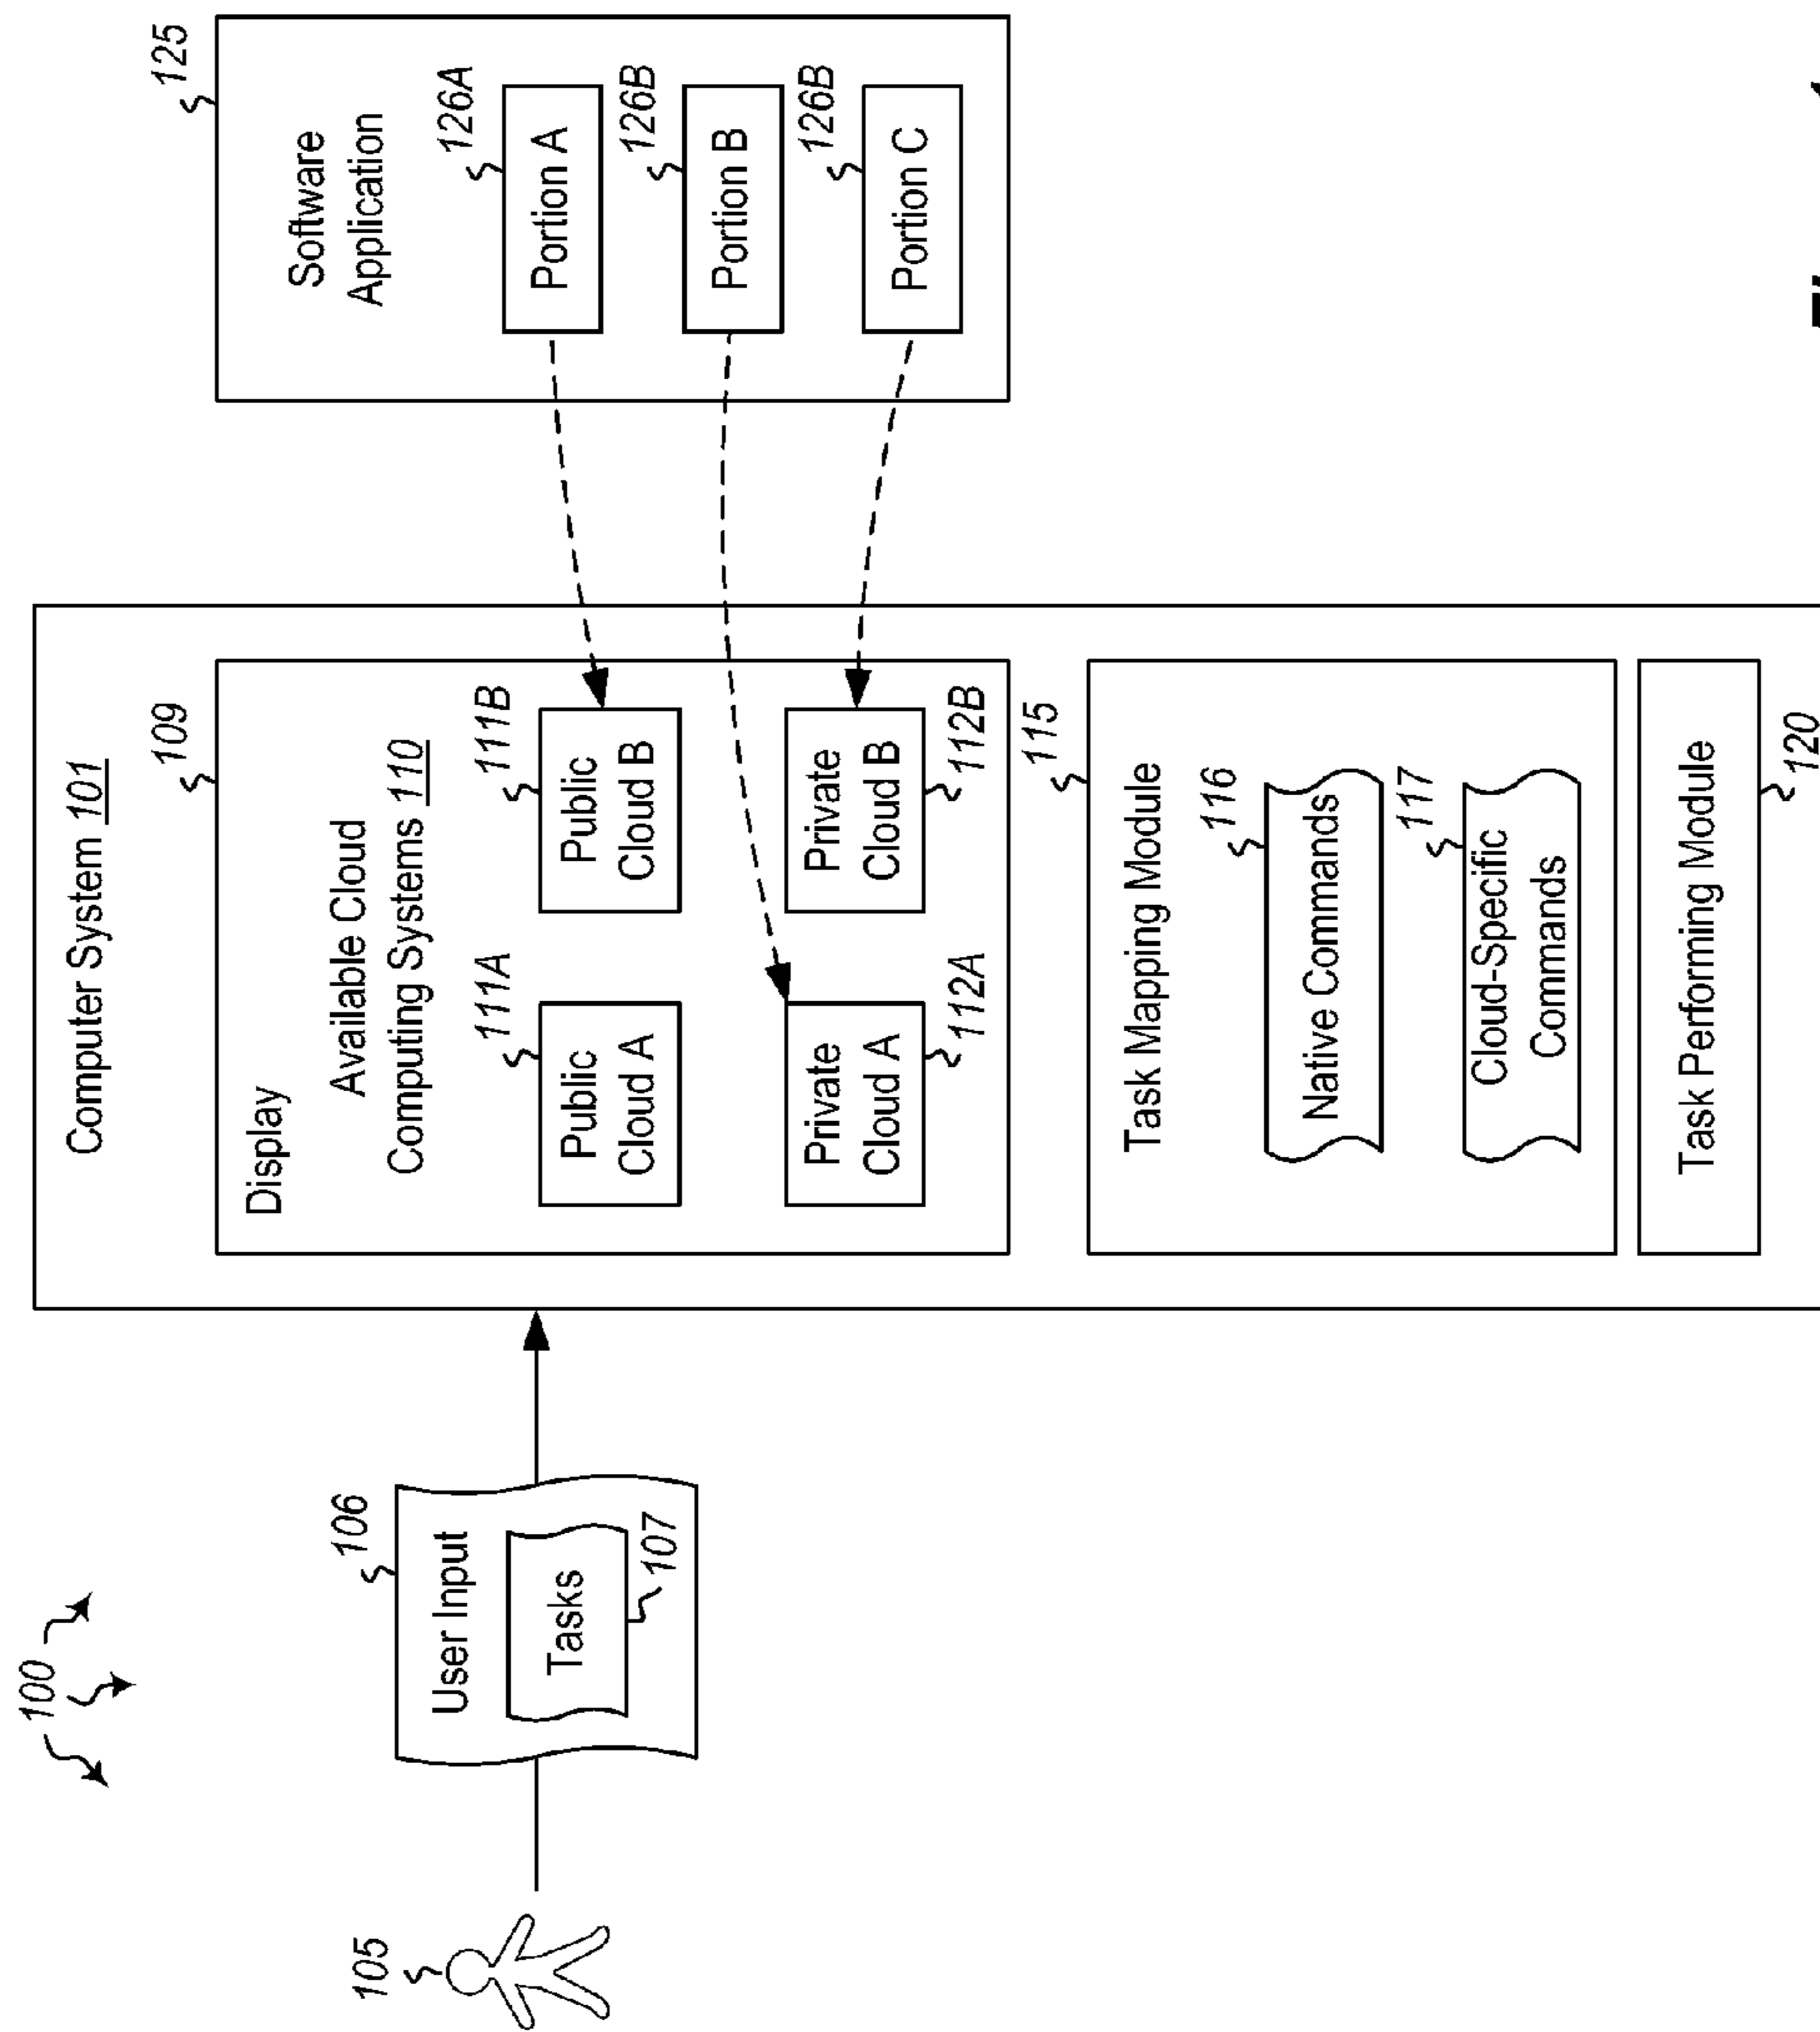 100
105
106
User Input
Tasks
107
Computer System 101
109
Display
Available Cloud
Computing Systems 110
111A
Public
Cloud A
111B
Public
Cloud B
Private
Cloud A
112A
Private
Cloud B
112B
115
Task Mapping Module
116
Native Commands
117
Cloud-Specific
Commands
Task Performing Module
120
125
Software
Application
126A
Portion A
126B
Portion B
126B
Portion C